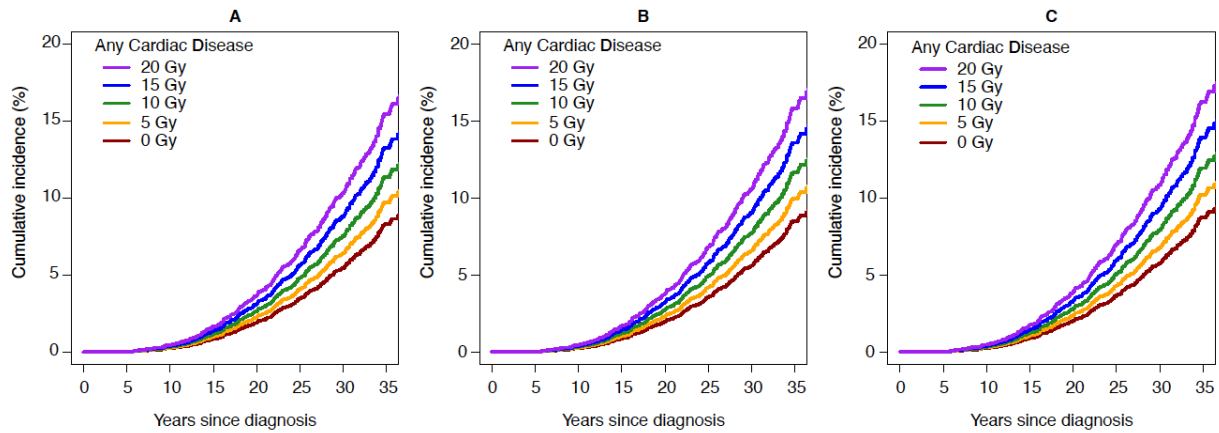 A
Cumulative incidence (%)
20
15
10
5
0
Any Cardiac Disease
20 Gy
15 Gy
10 Gy
5 Gy
0 Gy
0 5 10 15 20 25 30 35
Years since diagnosis
B
Cumulative incidence (%)
20
15
10
5
0
Any Cardiac Disease
20 Gy
15 Gy
10 Gy
5 Gy
0 Gy
0 5 10 15 20 25 30 35
Years since diagnosis
C
Cumulative incidence (%)
20
15
10
5
0
Any Cardiac Disease
20 Gy
15 Gy
10 Gy
5 Gy
0 Gy
0 5 10 15 20 25 30 35
Years since diagnosis